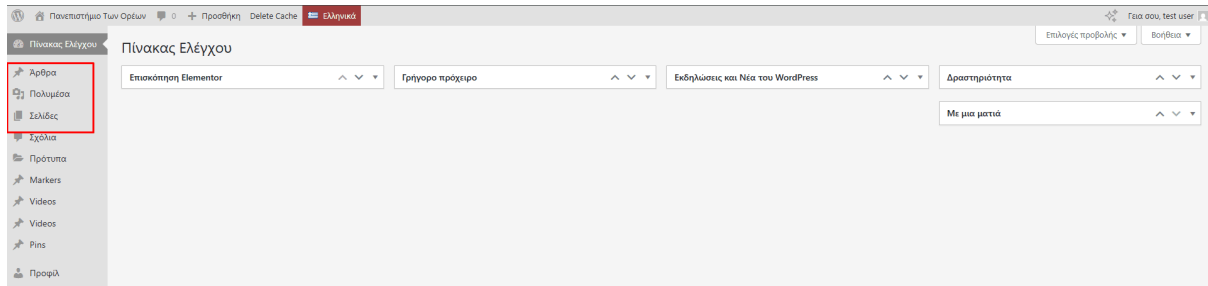 Πανεπιστήμιο Των Ορέων 0 + Προσθήκη Delete Cache Ελληνικά Γεια σου, test user
Πίνακας Ελέγχου
Πίνακας Ελέγχου
Επιλογές προβολής Βοήθεια
Άρθρα
Πολυμέσα
Σελίδες
Σχόλια
Πρότυπα
Markers
Videos
Videos
Pins
Προφίλ
Επισκόπηση Elementor
Γρήγορο πρόχειρο
Εκδηλώσεις και Νέα του WordPress
Δραστηριότητα
Με μια ματιά